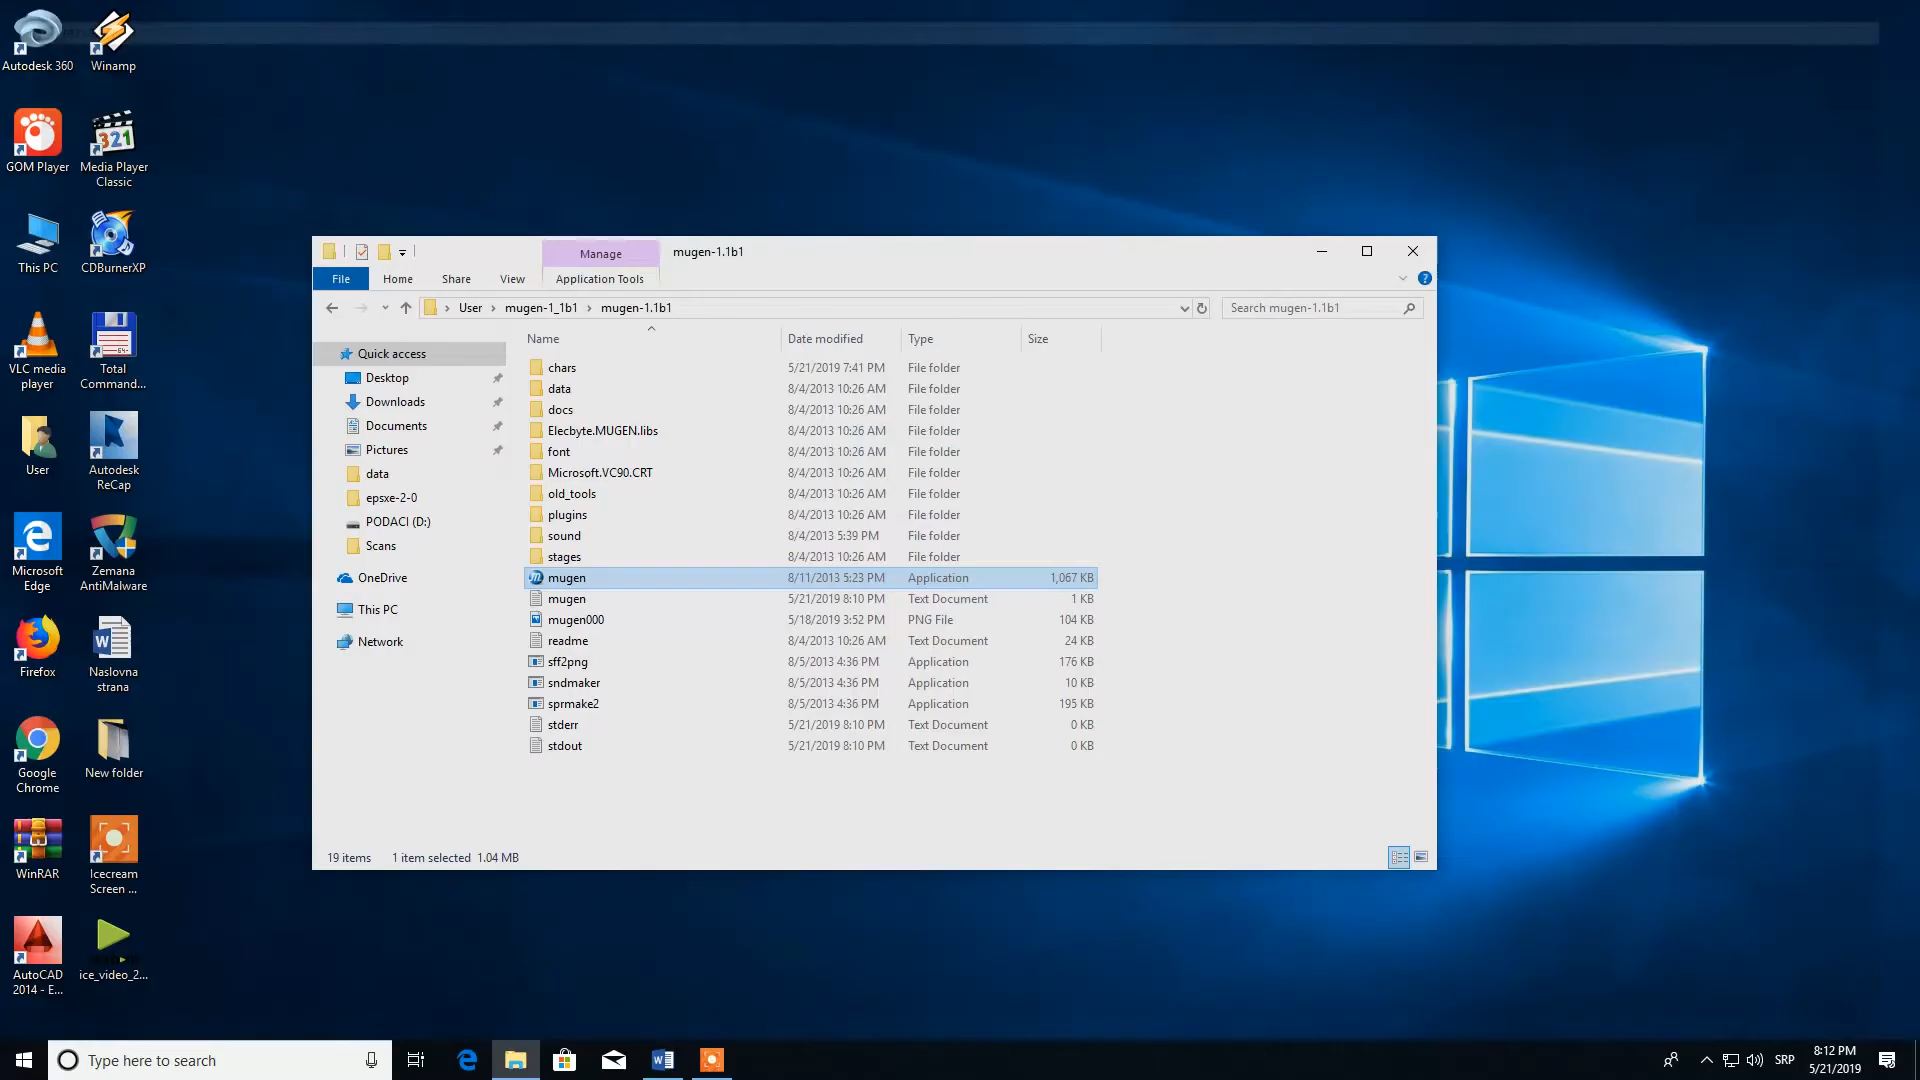 Autodesk 360
Winamp
GOM Player
Media Player
Classic
This PC
CDBurnerXP
VLC media
player
Total
Command...
User
Autodesk
ReCap
Microsoft
Edge
Zemana
AntiMalware
Firefox
Naslovna
strana
Google
Chrome
New folder
WinRAR
Icecream
Screen ...
AutoCAD
2014 - E...
ice_video_2...
Manage
mugen-1.1b1
File
Home
Share
View
Application Tools
User
mugen-1_1b1
mugen-1.1b1
Search mugen-1.1b1
Quick access
Desktop
Downloads
Documents
Pictures
data
epsxe-2-0
PODACI (D:)
Scans
OneDrive
This PC
Network
Name Date modified Type Size
chars 5/21/2019 7:41 PM File folder
data 8/4/2013 10:26 AM File folder
docs 8/4/2013 10:26 AM File folder
Elecbyte.MUGEN.libs 8/4/2013 10:26 AM File folder
font 8/4/2013 10:26 AM File folder
Microsoft.VC90.CRT 8/4/2013 10:26 AM File folder
old_tools 8/4/2013 10:26 AM File folder
plugins 8/4/2013 10:26 AM File folder
sound 8/4/2013 5:39 PM File folder
stages 8/4/2013 10:26 AM File folder
mugen 8/11/2013 5:23 PM Application 1,067 KB
mugen 5/21/2019 8:10 PM Text Document 1 KB
mugen000 5/18/2019 3:52 PM PNG File 104 KB
readme 8/4/2013 10:26 AM Text Document 24 KB
sff2png 8/5/2013 4:36 PM Application 176 KB
sndmaker 8/5/2013 4:36 PM Application 10 KB
sprmake2 8/5/2013 4:36 PM Application 195 KB
stderr 5/21/2019 8:10 PM Text Document 0 KB
stdout 5/21/2019 8:10 PM Text Document 0 KB
19 items 1 item selected 1.04 MB
Type here to search
SRP
8:12 PM
5/21/2019